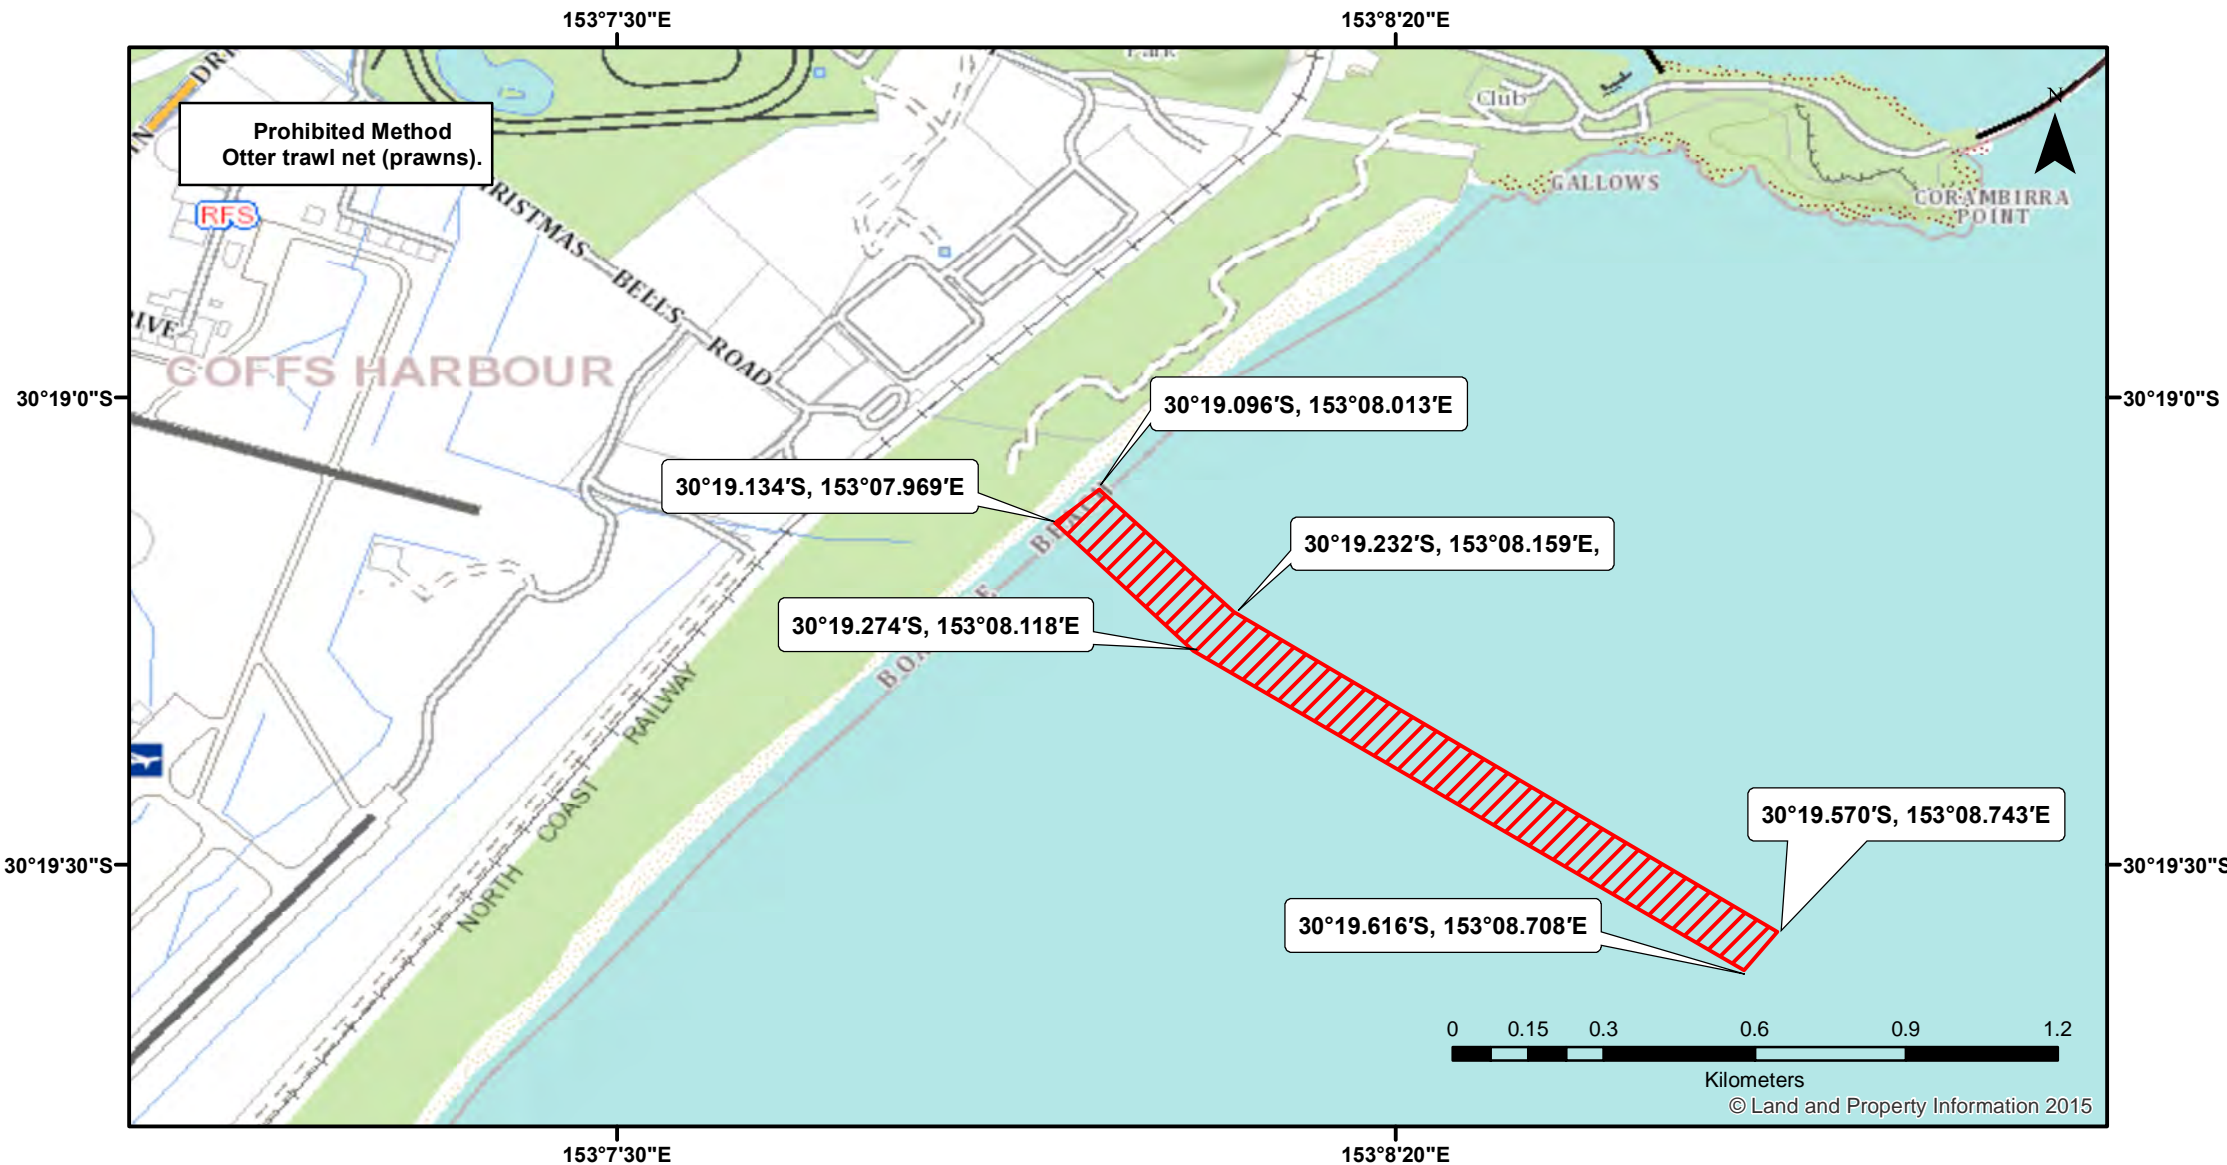 153°7'30"E
153°8'20"E
Park
Club
N
Prohibited Method
Otter trawl net (prawns).
RFS
GALLOWS
CORAMBIRRA
POINT
CHRISTMAS BELLS ROAD
COFFS HARBOUR
30°19'0"S
30°19'0"S
30°19.096'S, 153°08.013'E
30°19.134'S, 153°07.969'E
30°19.232'S, 153°08.159'E,
30°19.274'S, 153°08.118'E
BEACH
NORTH COAST RAILWAY
30°19.570'S, 153°08.743'E
30°19'30"S
30°19'30"S
30°19.616'S, 153°08.708'E
0 0.15 0.3 0.6 0.9 1.2
Kilometers
© Land and Property Information 2015
153°7'30"E
153°8'20"E